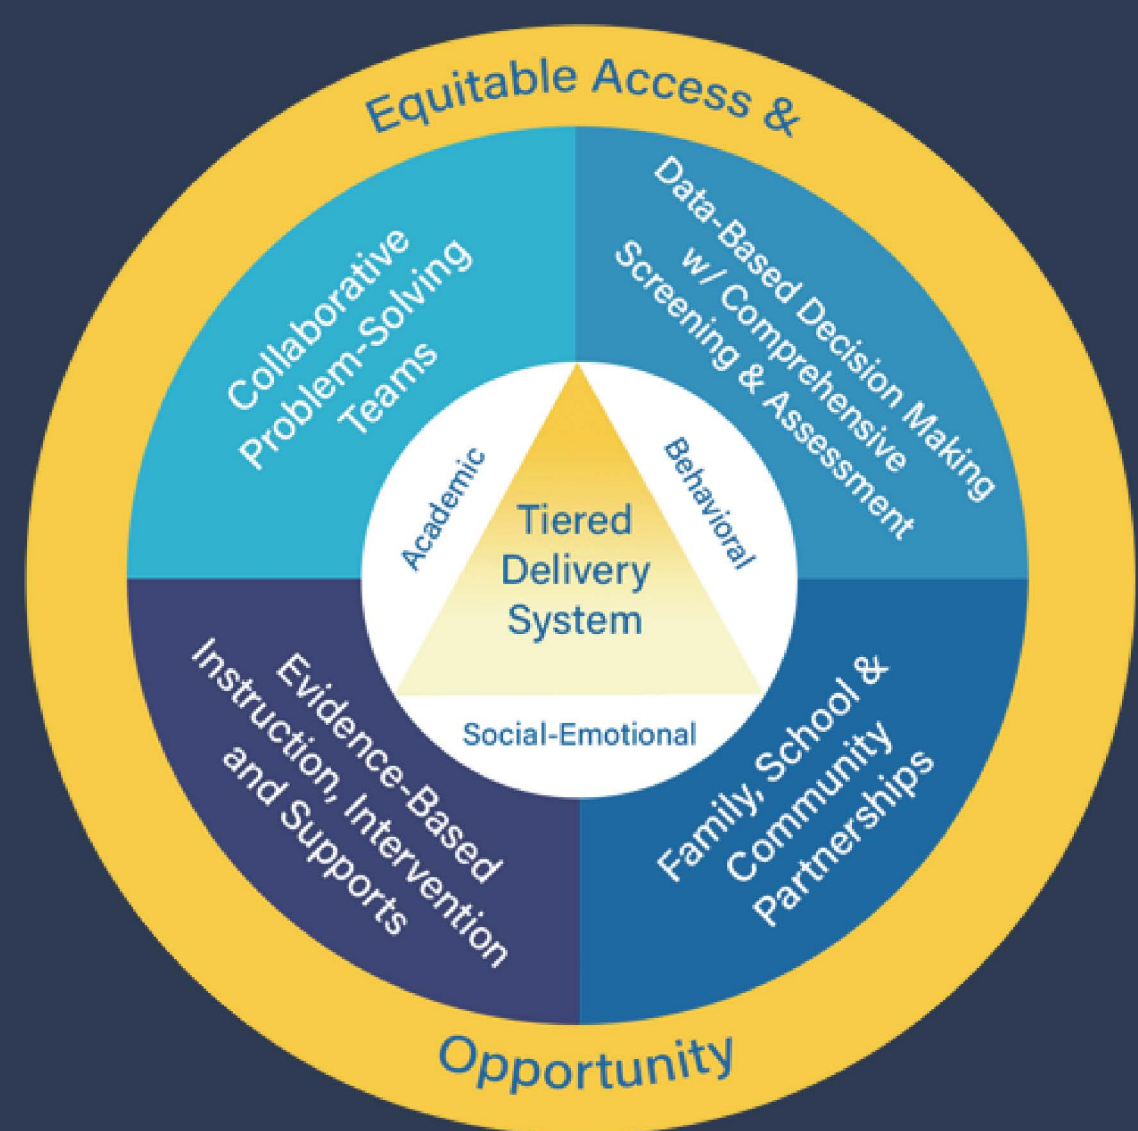 Equitable Access &
Collaborative
Problem-Solving
Teams
Data-Based Decision Making
w/ Comprehensive
Screening & Assessment
Academic
Behavioral
Tiered
Delivery
System
Social-Emotional
Evidence-Based
Instruction, Intervention
and Supports
Family, School &
Community
Partnerships
Opportunity